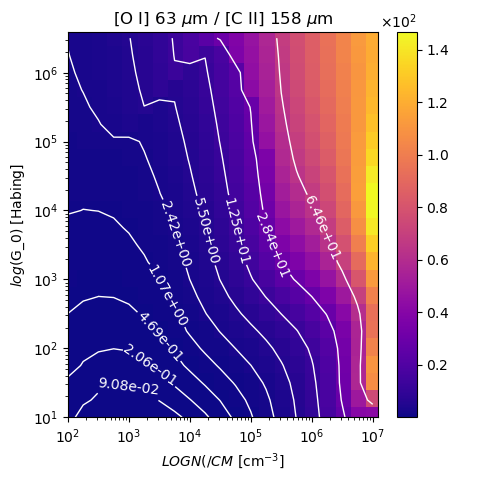 [O I] 63 μm / [C II] 158 μm
×10²
log(G_0) [Habing]
10⁶
10⁵
10⁴
10³
10²
10¹
2.42e+00
5.50e+00
1.25e+01
2.84e+01
6.46e+01
1.07e+00
4.69e-01
2.06e-01
9.08e-02
1.4
1.2
1.0
0.8
0.6
0.4
0.2
10² 10³ 10⁴ 10⁵ 10⁶ 10⁷
LOGN(/CM [cm⁻³]